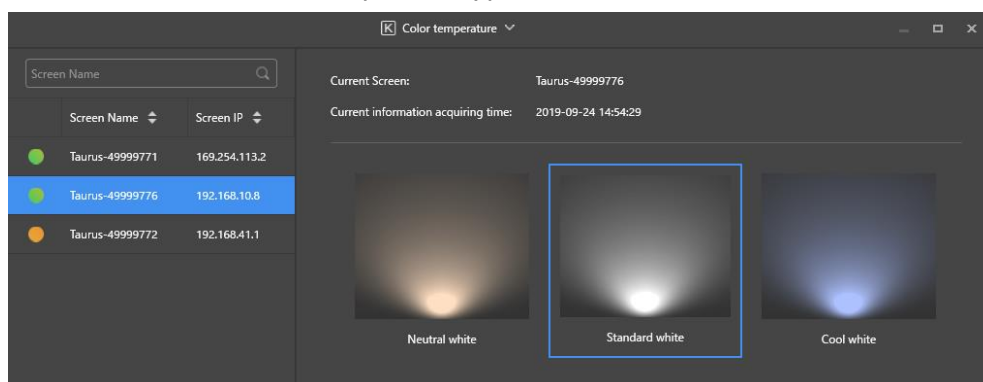 K Color temperature
Screen Name
Current Screen: Taurus-49999776
Current information acquiring time: 2019-09-24 14:54:29
Screen Name Screen IP
Taurus-49999771 169.254.113.2
Taurus-49999776 192.168.10.8
Taurus-49999772 192.168.41.1
Neutral white Standard white Cool white